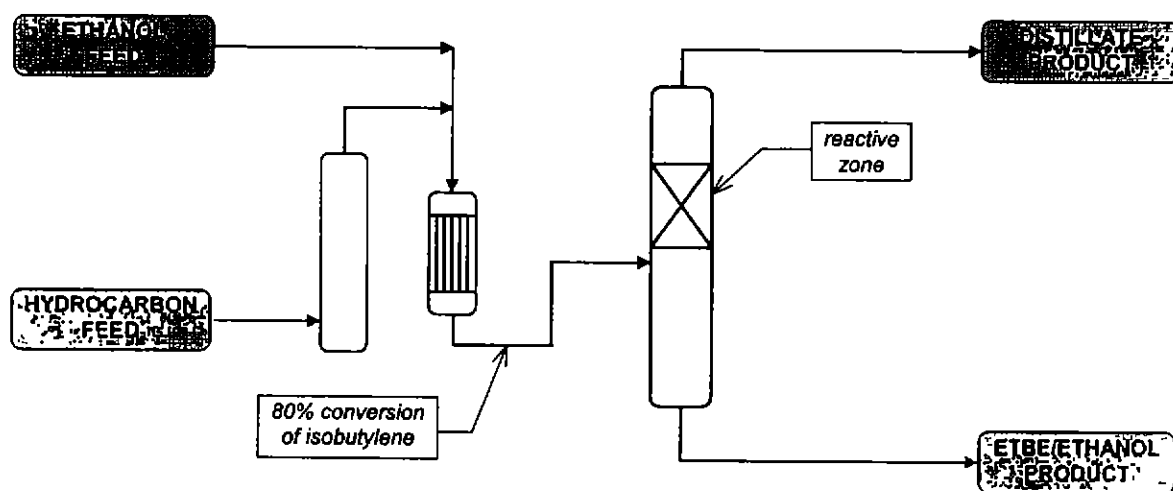 ETHANOL
FEED
DISTILLATE
PRODUCT
reactive
zone
HYDROCARBON
FEED
80% conversion
of isobutylene
ETBE/ETHANOL
PRODUCT